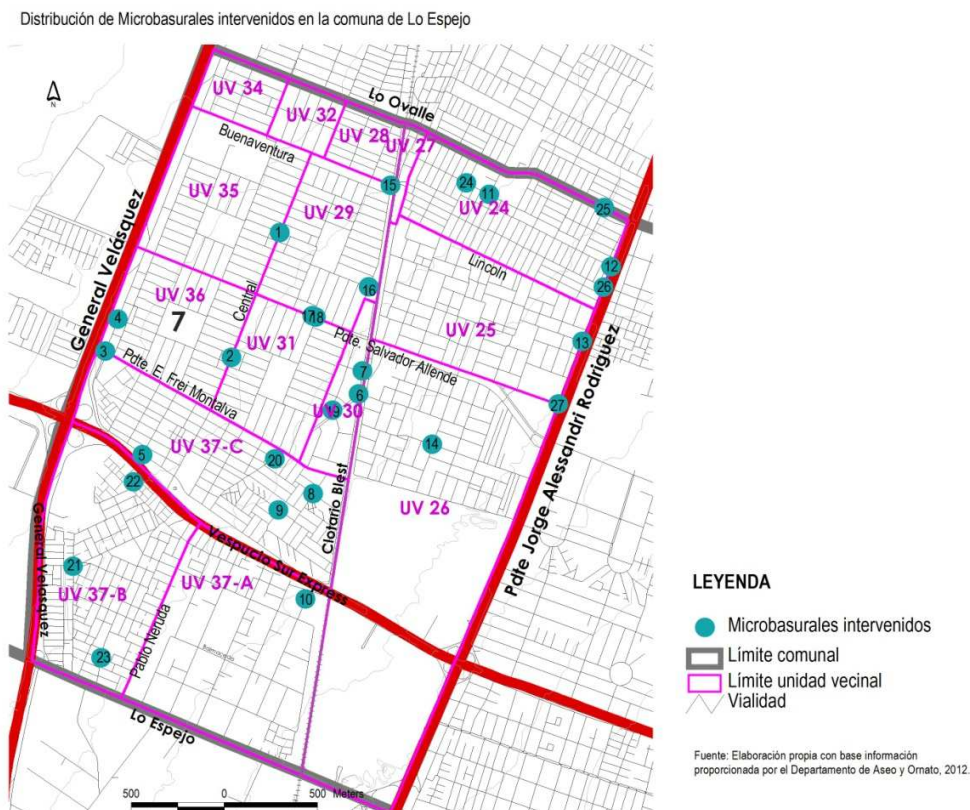 Distribución de Microbasurales intervenidos en la comuna de Lo Espejo
N
UV 34
UV 32
UV 28
UV 27
Lo Ovalle
Buenaventura
15
24
11
UV 24
25
UV 35
UV 29
1
General Velásquez
Lincoln
12
26
16
UV 36
7
Central
4
17
18
UV 25
UV 31
Pdte. Salvador Allende
13
3
2
7
6
Pdte. E. Frei Montalva
19
UV 30
27
Pdte Jorge Alessandri Rodriguez
14
UV 37-C
5
20
22
8
9
Clotario Blest
UV 26
General Velasquez
Vespucio Sur Express
21
UV 37-B
UV 37-A
10
Pablo Neruda
23
Lo Espejo
500
0
500
Meters
LEYENDA
Microbasurales intervenidos
Límite comunal
Límite unidad vecinal
Vialidad
Fuente: Elaboración propia con base información
proporcionada por el Departamento de Aseo y Ornato, 2012.